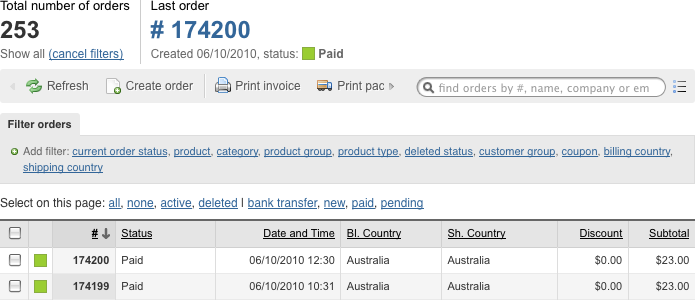 Total number of orders
253
Show all (cancel filters)
Last order
# 174200
Created 06/10/2010, status: Paid
Refresh Create order Print invoice Print pac
find orders by #, name, company or em
Filter orders
Add filter: current order status, product, category, product group, product type, deleted status, customer group, coupon, billing country,
shipping country
Select on this page: all, none, active, deleted | bank transfer, new, paid, pending
# Status Date and Time Bl. Country Sh. Country Discount Subtotal
174200 Paid 06/10/2010 12:30 Australia Australia $0.00 $23.00
174199 Paid 06/10/2010 10:31 Australia Australia $0.00 $23.00